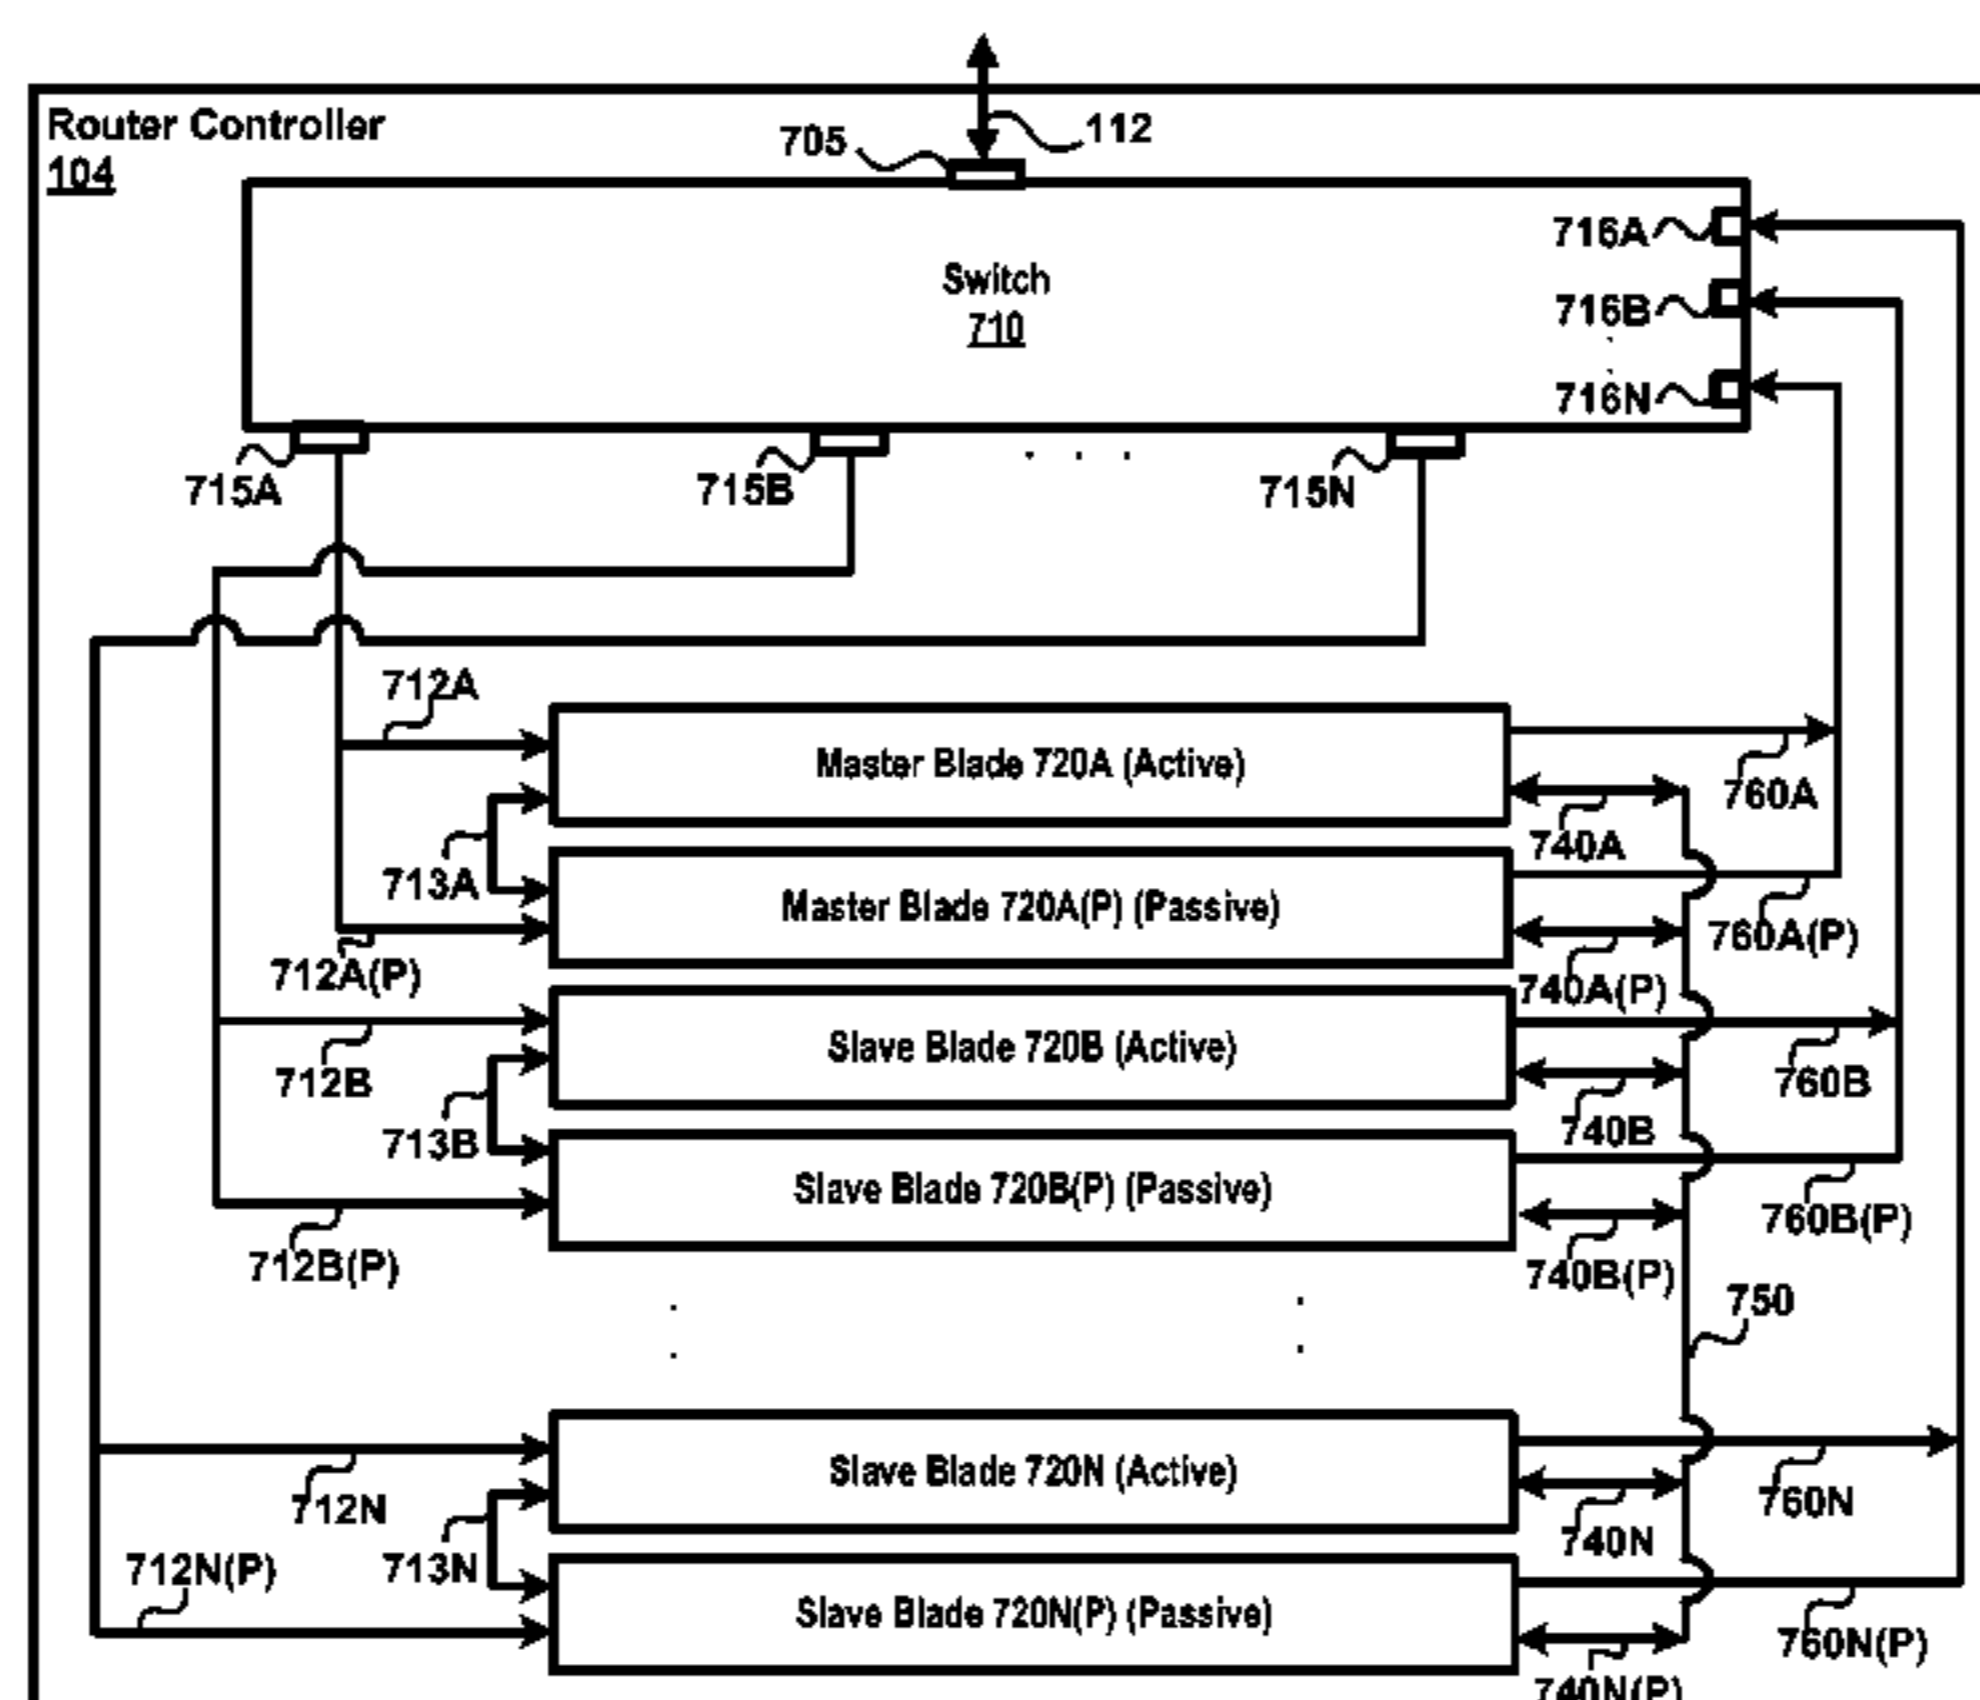 Router Controller
104
705
112
716A
Switch
710
716B
716N
715A
715B
715N
712A
Master Blade 720A (Active)
760A
740A
713A
Master Blade 720A(P) (Passive)
760A(P)
712A(P)
740A(P)
Slave Blade 720B (Active)
712B
760B
740B
713B
Slave Blade 720B(P) (Passive)
760B(P)
712B(P)
740B(P)
750
Slave Blade 720N (Active)
712N
760N
740N
713N
712N(P)
Slave Blade 720N(P) (Passive)
760N(P)
740N(P)